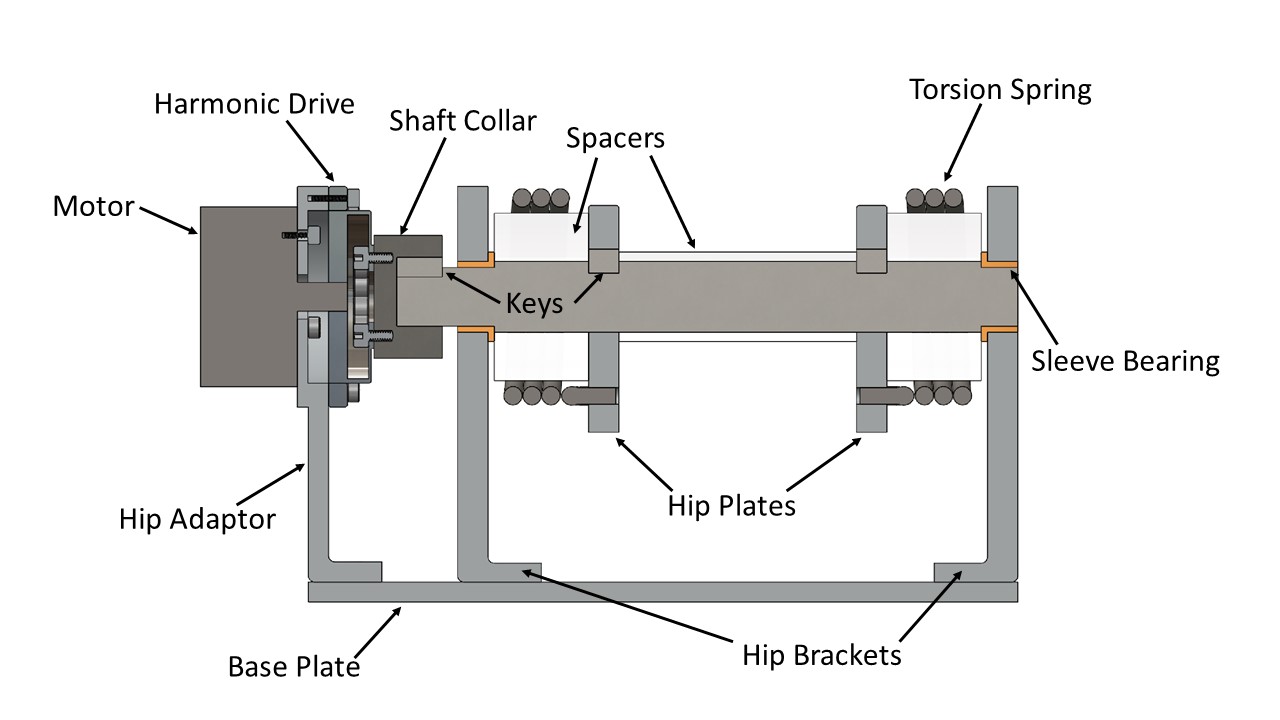 Torsion Spring
Harmonic Drive
Shaft Collar
Spacers
Motor
Keys
Sleeve Bearing
Hip Plates
Hip Adaptor
Hip Brackets
Base Plate